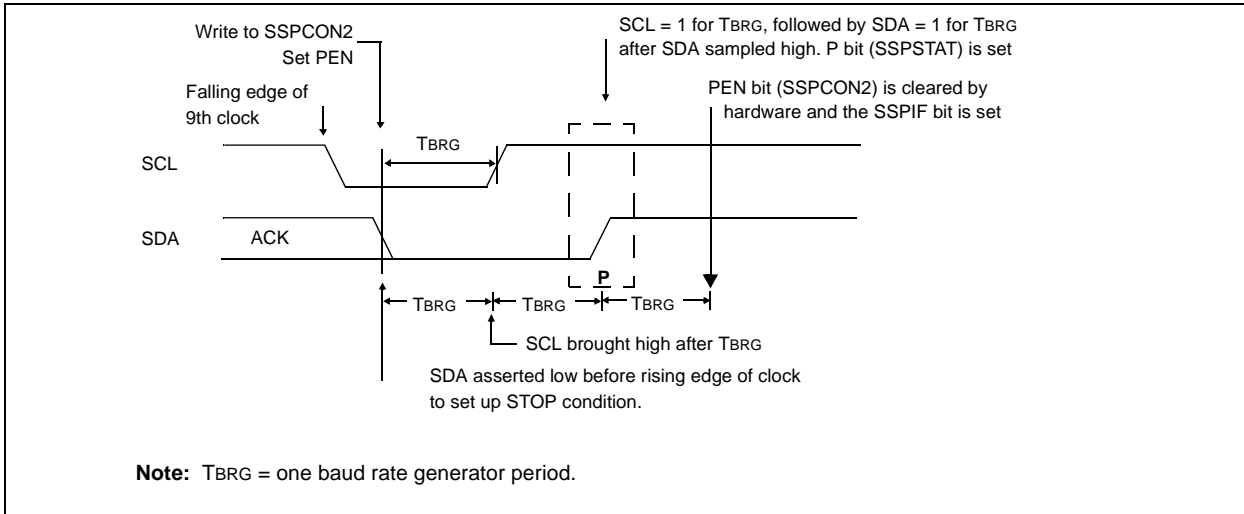 Write to SSPCON2
Set PEN
SCL = 1 for TBRG, followed by SDA = 1 for TBRG
after SDA sampled high. P bit (SSPSTAT) is set
Falling edge of
9th clock
PEN bit (SSPCON2) is cleared by
hardware and the SSPIF bit is set
TBRG
SCL
SDA
ACK
P
TBRG
TBRG
TBRG
SCL brought high after TBRG
SDA asserted low before rising edge of clock
to set up STOP condition.
Note: TBRG = one baud rate generator period.